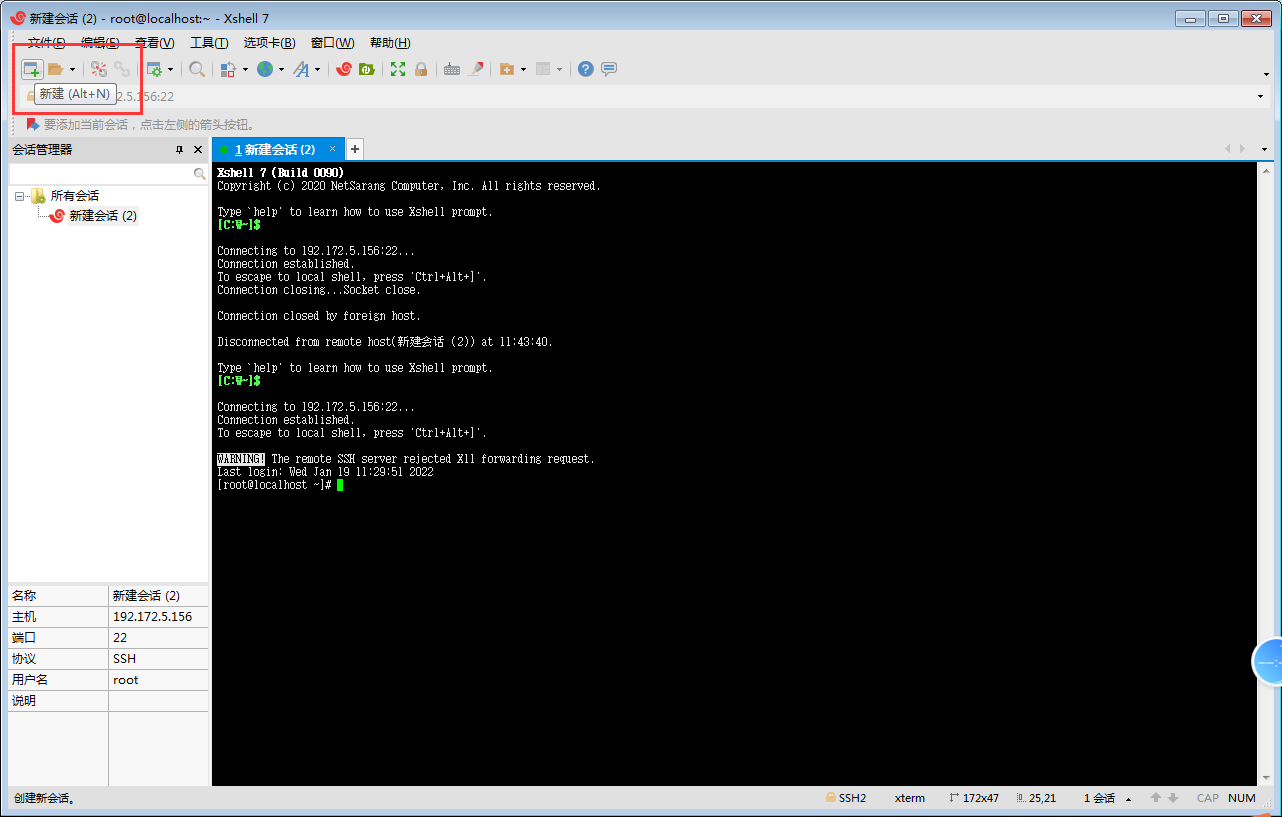 新建会话 (2) - root@localhost:~ - Xshell 7
文件(F) 编辑(E) 查看(V) 工具(T) 选项卡(B) 窗口(W) 帮助(H)
新建 (Alt+N)
2.5.156:22
要添加当前会话，点击左侧的箭头按钮。
会话管理器
1 新建会话 (2)
所有会话
新建会话 (2)
Xshell 7 (Build 0090)
Copyright (c) 2020 NetSarang Computer, Inc. All rights reserved.
Type `help' to learn how to use Xshell prompt.
[C:₩~]$
Connecting to 192.172.5.156:22...
Connection established.
To escape to local shell, press 'Ctrl+Alt+]'.
Connection closing...Socket close.
Connection closed by foreign host.
Disconnected from remote host(新建会话 (2)) at 11:43:40.
Type `help' to learn how to use Xshell prompt.
[C:₩~]$
Connecting to 192.172.5.156:22...
Connection established.
To escape to local shell, press 'Ctrl+Alt+]'.
WARNING! The remote SSH server rejected X11 forwarding request.
Last login: Wed Jan 19 11:29:51 2022
[root@localhost ~]#
名称 新建会话 (2)
主机 192.172.5.156
端口 22
协议 SSH
用户名 root
说明
创建新会话。 SSH2 xterm 172x47 25,21 1 会话 CAP NUM